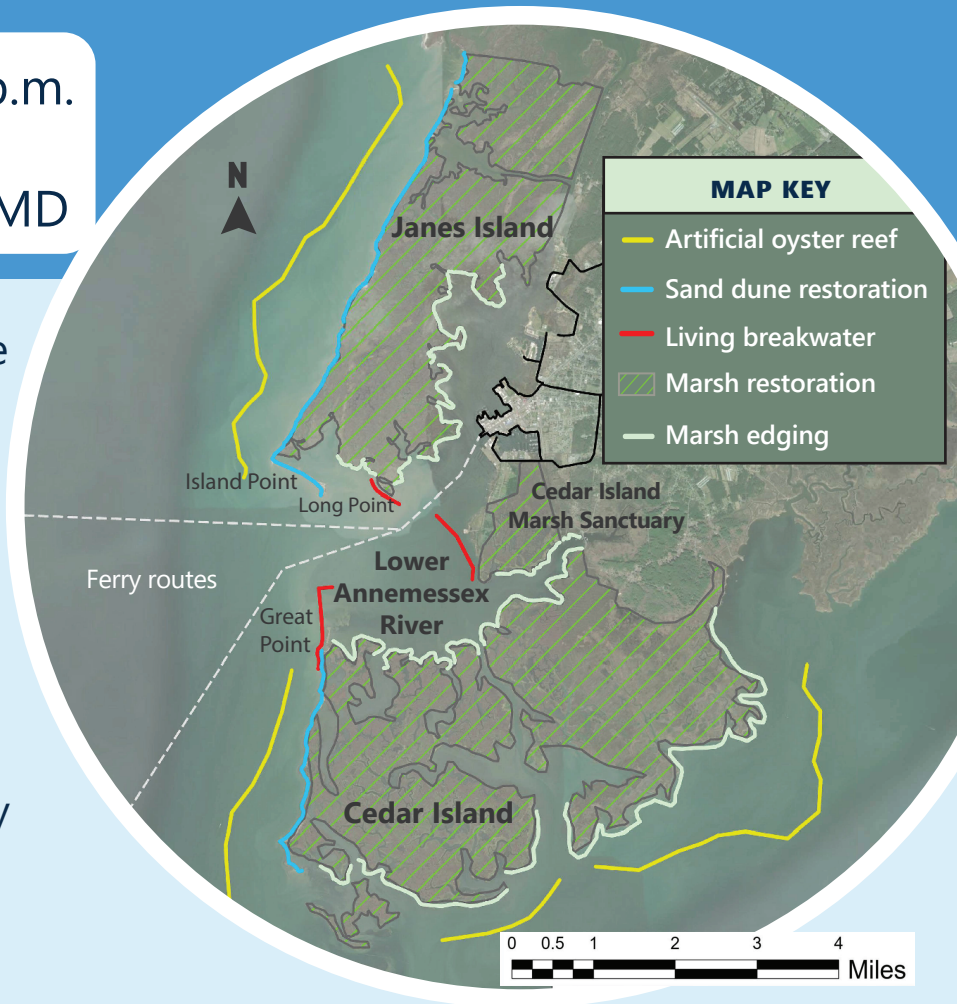 p.m.
MD
e
y
N
Janes Island
MAP KEY
Artificial oyster reef
Sand dune restoration
Living breakwater
Marsh restoration
Marsh edging
Island Point
Long Point
Cedar Island
Marsh Sanctuary
Ferry routes
Lower
Annemessex
River
Great
Point
Cedar Island
0 0.5 1 2 3 4
Miles